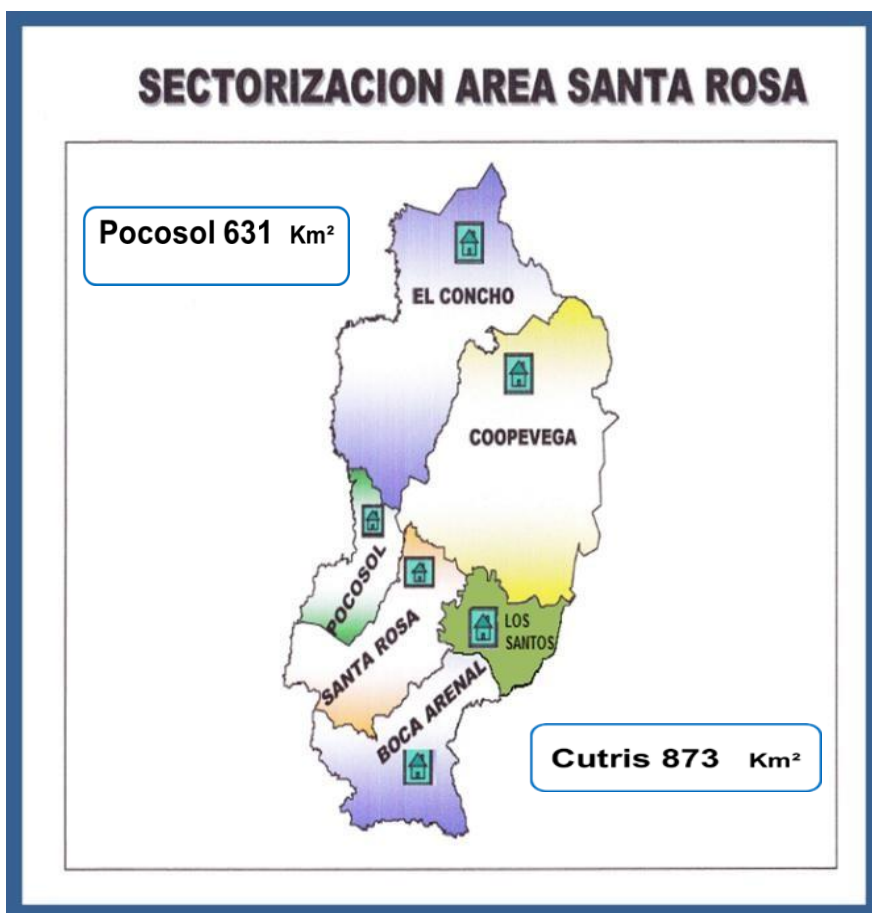 SECTORIZACION AREA SANTA ROSA
Pocosol 631 Km²
EL CONCHO
COOPEVEGA
POCOSOL
SANTA ROSA
LOS
SANTOS
BOCA ARENAL
Cutris 873 Km²